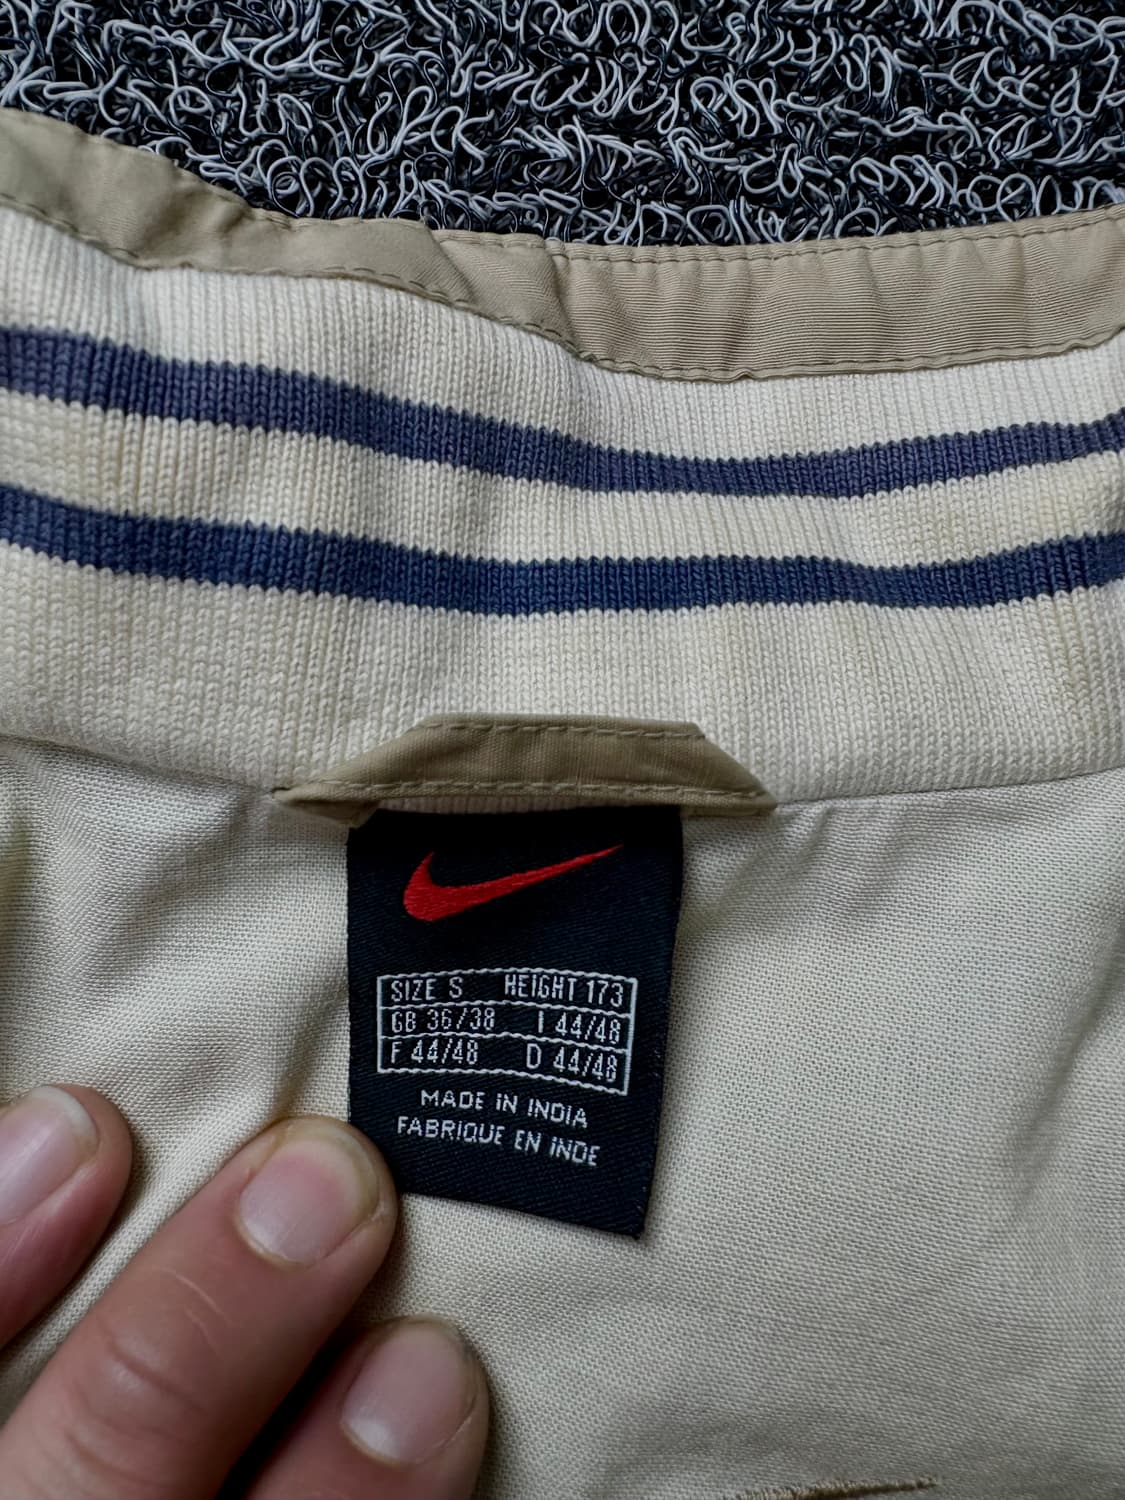 SIZE S HEIGHT 173
GB 36/38 I 44/48
F 44/48 D 44/48
MADE IN INDIA
FABRIQUE EN INDE